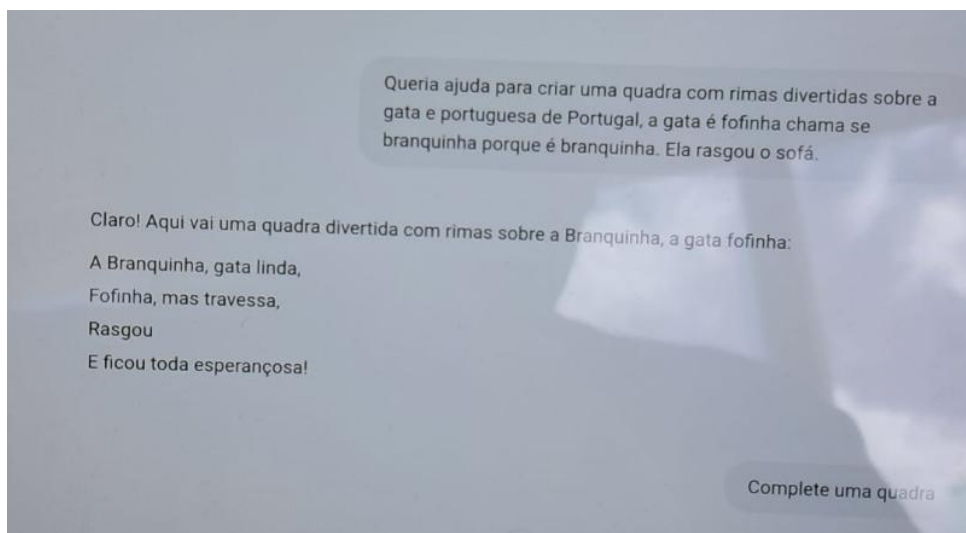 Queria ajuda para criar uma quadra com rimas divertidas sobre a
gata e portuguesa de Portugal, a gata é fofinha chama se
branquinha porque é branquinha. Ela rasgou o sofá.
Claro! Aqui vai uma quadra divertida com rimas sobre a Branquinha, a gata fofinha:
A Branquinha, gata linda,
Fofinha, mas travessa,
Rasgou
E ficou toda esperançosa!
Complete uma quadra